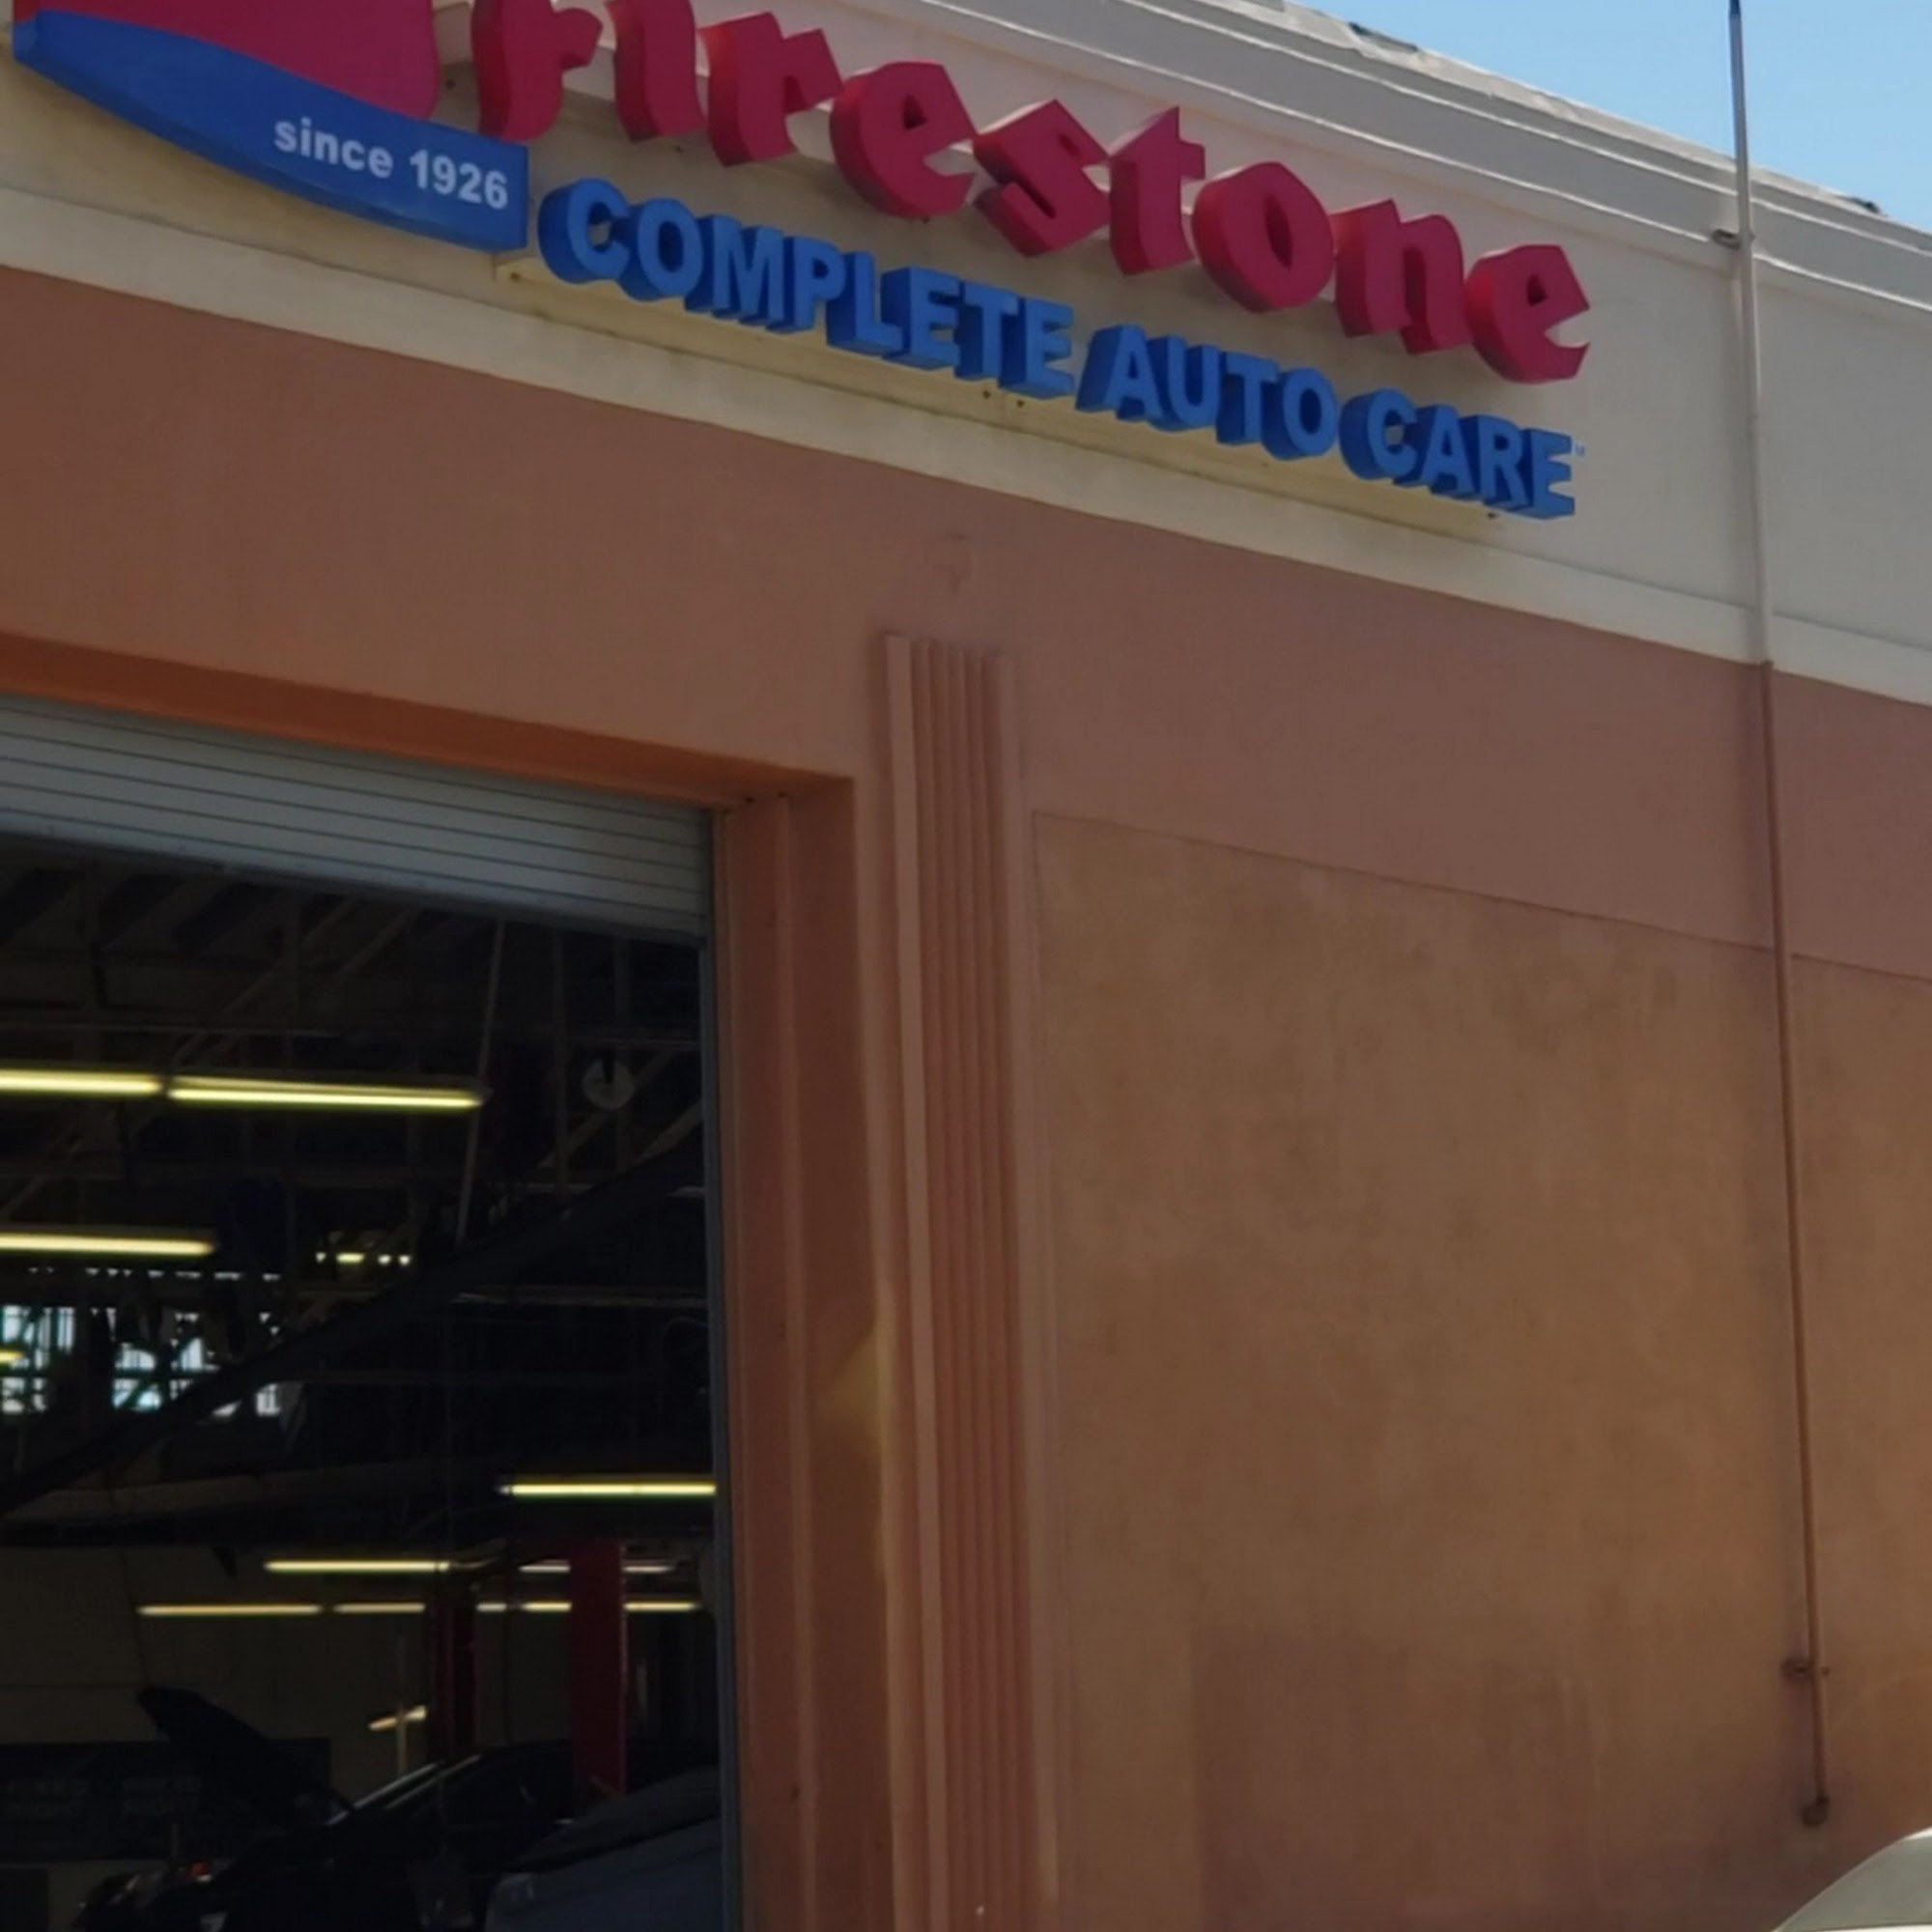 Firestone
since 1926
COMPLETE AUTO CARE